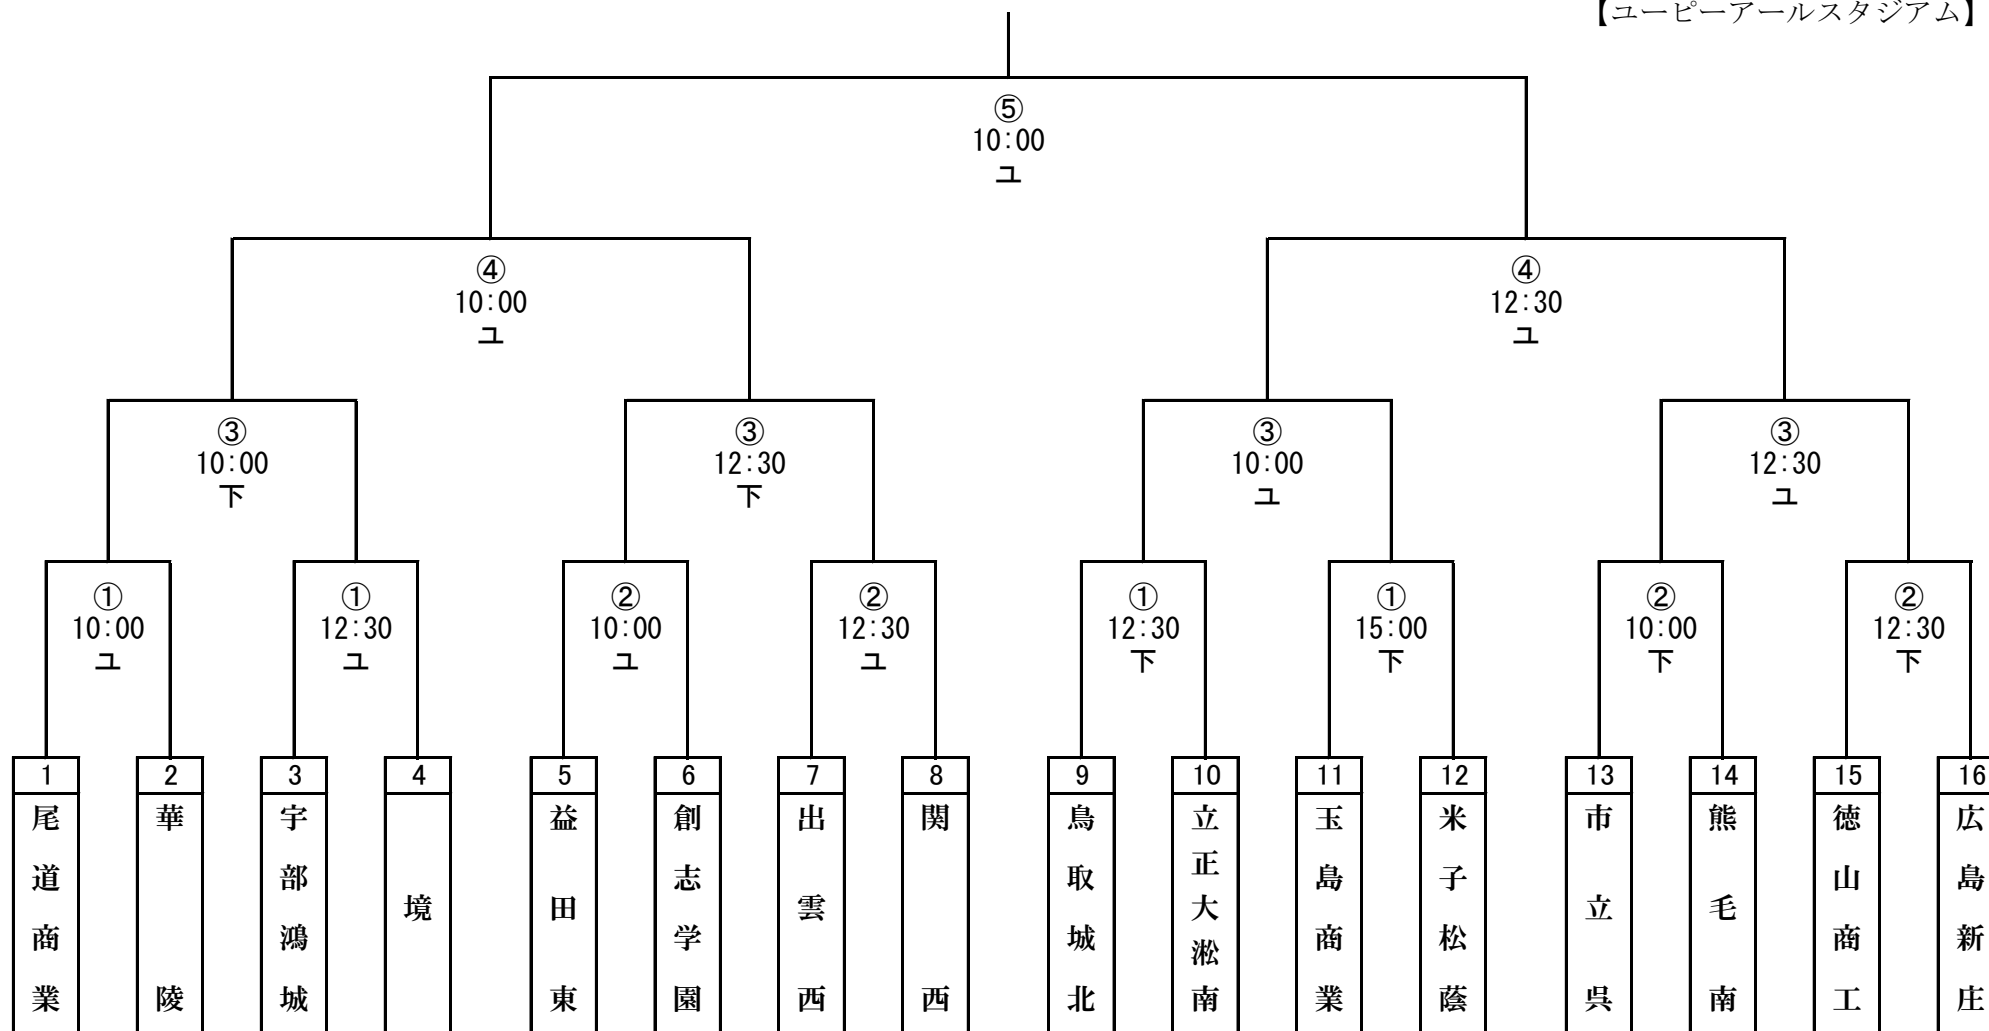 【ユーピーアールスタジアム】
⑤
10:00
ユ
④
10:00
ユ
④
12:30
ユ
③
10:00
下
③
12:30
下
③
10:00
ユ
③
12:30
ユ
①
10:00
ユ
①
12:30
ユ
②
10:00
ユ
②
12:30
ユ
①
12:30
下
①
15:00
下
②
10:00
下
②
12:30
下
1
尾道商業
2
華陵
3
宇部鴻城
4
境
5
益田東
6
創志学園
7
出雲西
8
関西
9
鳥取城北
10
立正大淞南
11
玉島商業
12
米子松蔭
13
市立呉
14
熊毛南
15
徳山商工
16
広島新庄